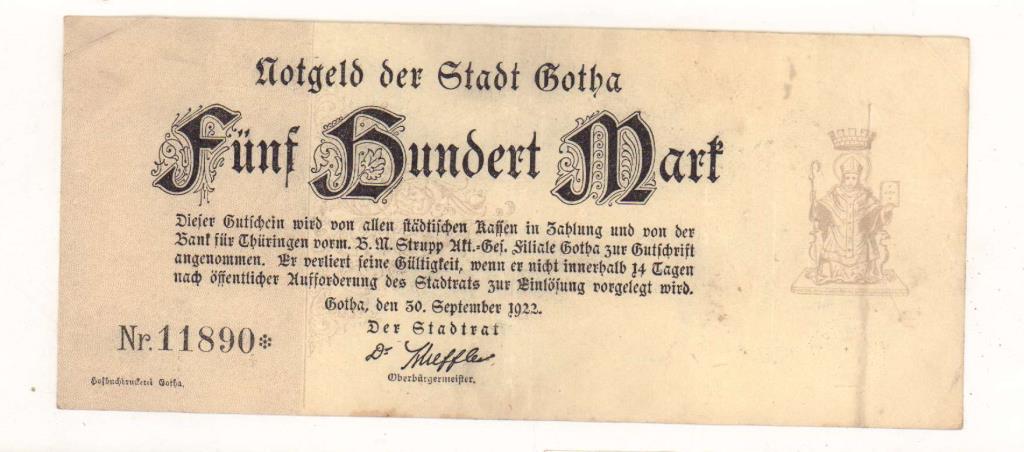 Notgeld der Stadt Gotha
Fünf Hundert Mark
Dieser Gutschein wird von allen städtischen Kassen in Zahlung und von der
Bank für Thüringen vorm. B. M. Strupp Akt.-Ges. Filiale Gotha zur Gutschrift
angenommen. Er verliert seine Gültigkeit, wenn er nicht innerhalb 14 Tagen
nach öffentlicher Aufforderung des Stadtrats zur Einlösung vorgelegt wird.
Gotha, den 30. September 1922.
Der Stadtrat
Dr Scheffler
Oberbürgermeister.
Nr. 11890*
Hofbuchdruckerei Gotha.